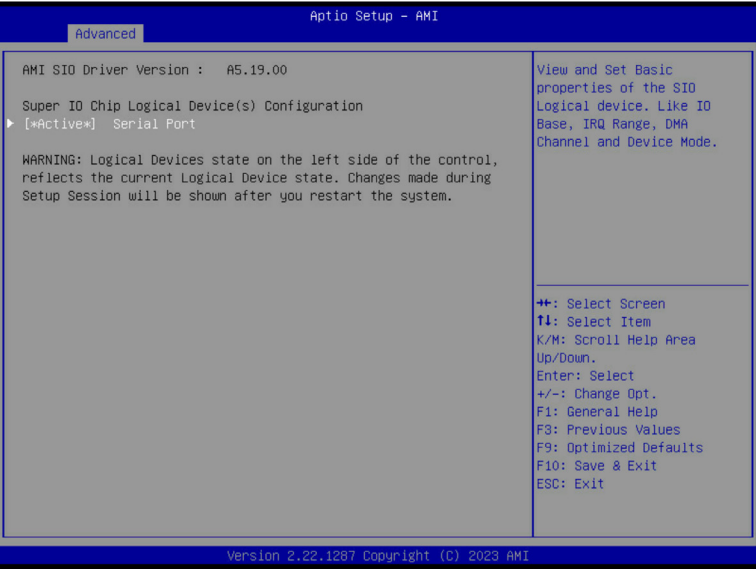 Aptio Setup – AMI
Advanced
AMI SIO Driver Version : A5.19.00
Super IO Chip Logical Device(s) Configuration
[*Active*] Serial Port
WARNING: Logical Devices state on the left side of the control,
reflects the current Logical Device state. Changes made during
Setup Session will be shown after you restart the system.
View and Set Basic
properties of the SIO
Logical device. Like IO
Base, IRQ Range, DMA
Channel and Device Mode.
→←: Select Screen
↑↓: Select Item
K/M: Scroll Help Area
Up/Down.
Enter: Select
+/-: Change Opt.
F1: General Help
F3: Previous Values
F9: Optimized Defaults
F10: Save & Exit
ESC: Exit
Version 2.22.1287 Copyright (C) 2023 AMI